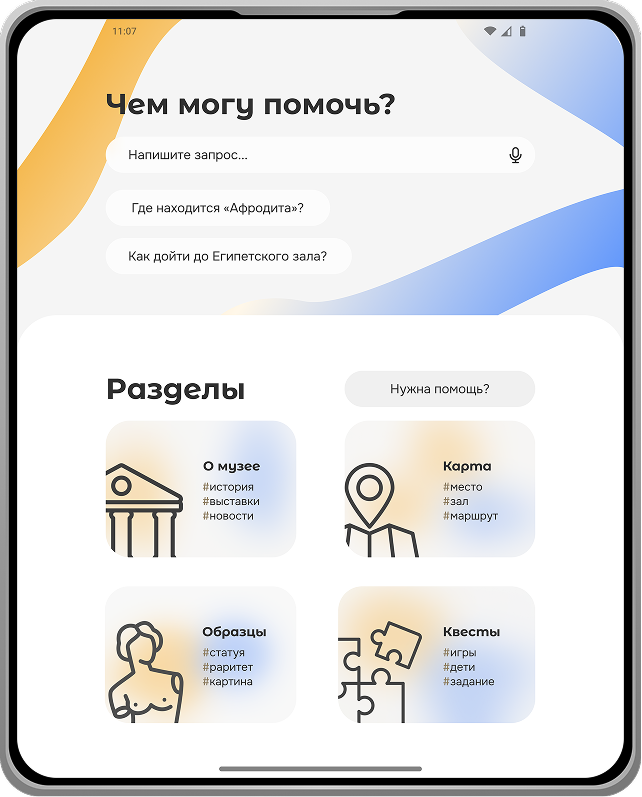 11:07
Чем могу помочь?
Напишите запрос...
Где находится «Афродита»?
Как дойти до Египетского зала?
Разделы
Нужна помощь?
О музее
#история
#выставки
#новости
Карта
#место
#зал
#маршрут
Образцы
#статуя
#раритет
#картина
Квесты
#игры
#дети
#задание